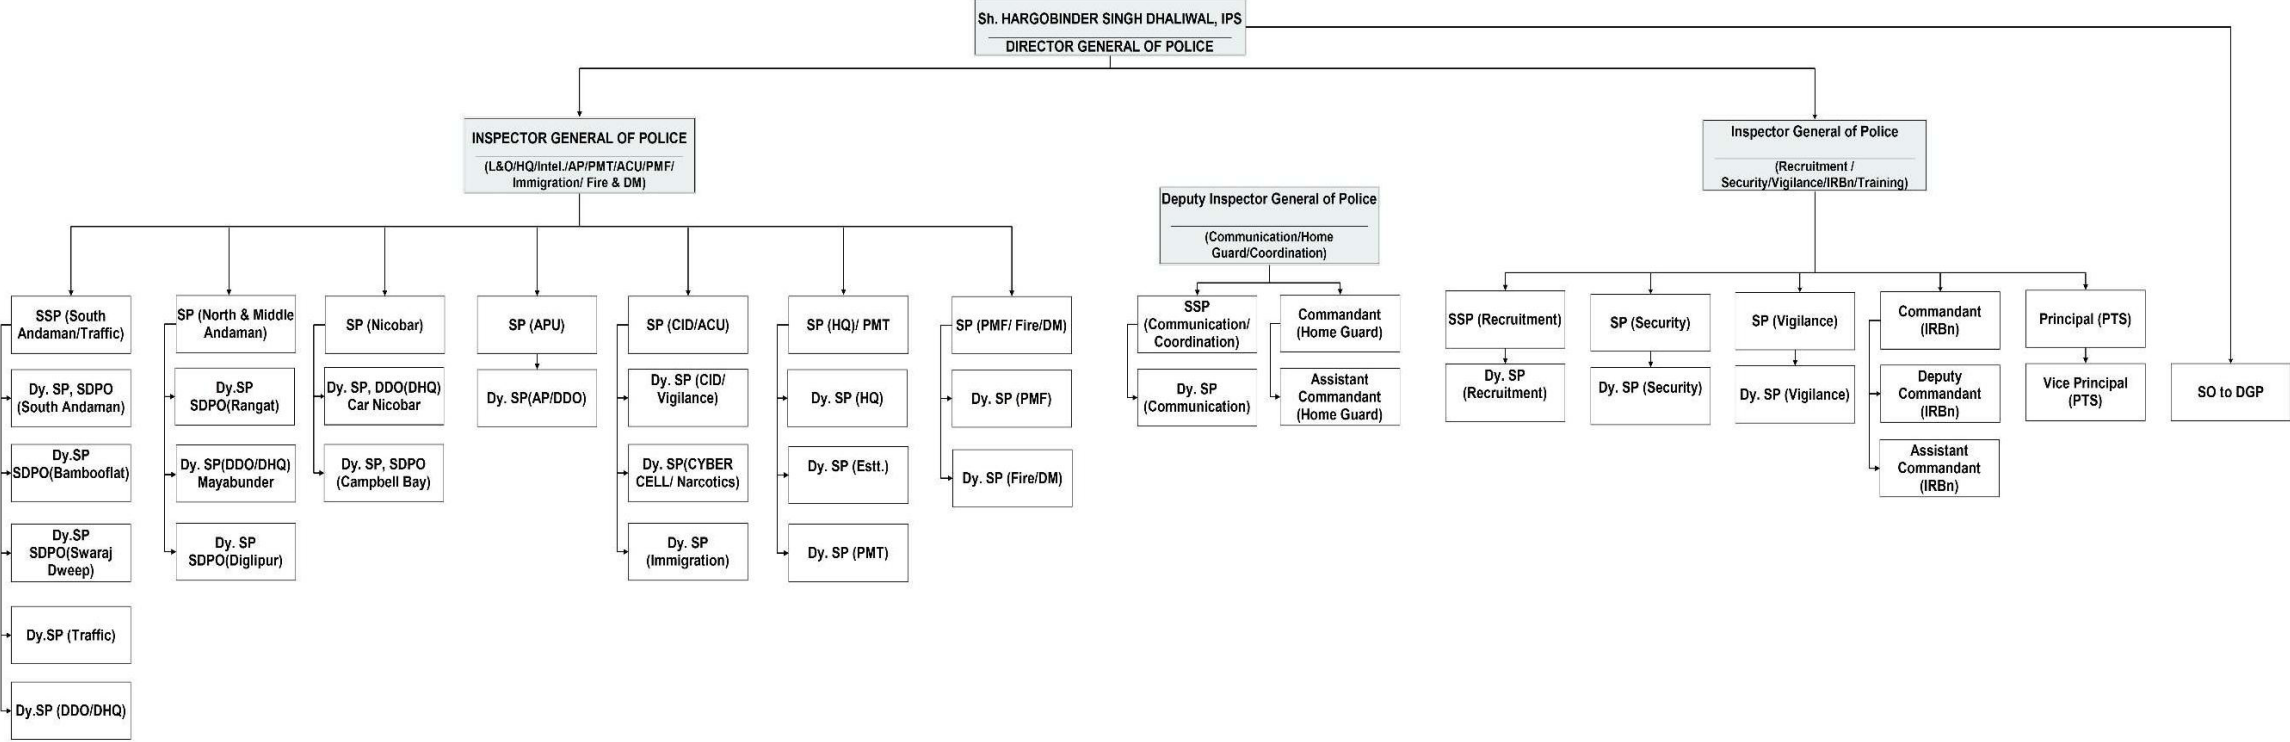 Sh. HARGOBINDER SINGH DHALIWAL, IPS
DIRECTOR GENERAL OF POLICE
INSPECTOR GENERAL OF POLICE
(L&O/HQ/Intel./AP/PMT/ACU/PMF/
Immigration/ Fire & DM)
Inspector General of Police
(Recruitment /
Security/Vigilance/IRBn/Training)
Deputy Inspector General of Police
(Communication/Home
Guard/Coordination)
SSP (South
Andaman/Traffic)
Dy. SP, SDPO
(South Andaman)
Dy.SP
SDPO(Bambooflat)
Dy.SP
SDPO(Swaraj
Dweep)
Dy.SP (Traffic)
Dy.SP (DDO/DHQ)
SP (North & Middle
Andaman)
Dy.SP
SDPO(Rangat)
Dy. SP(DDO/DHQ)
Mayabunder
Dy. SP
SDPO(Diglipur)
SP (Nicobar)
Dy. SP, DDO(DHQ)
Car Nicobar
Dy. SP, SDPO
(Campbell Bay)
SP (APU)
Dy. SP(AP/DDO)
SP (CID/ACU)
Dy. SP (CID/
Vigilance)
Dy. SP(CYBER
CELL/ Narcotics)
Dy. SP
(Immigration)
SP (HQ)/ PMT
Dy. SP (HQ)
Dy. SP (Estt.)
Dy. SP (PMT)
SP (PMF/ Fire/DM)
Dy. SP (PMF)
Dy. SP (Fire/DM)
SSP
(Communication/
Coordination)
Dy. SP
(Communication)
Commandant
(Home Guard)
Assistant
Commandant
(Home Guard)
SSP (Recruitment)
Dy. SP
(Recruitment)
SP (Security)
Dy. SP (Security)
SP (Vigilance)
Dy. SP (Vigilance)
Commandant
(IRBn)
Deputy
Commandant
(IRBn)
Assistant
Commandant
(IRBn)
Principal (PTS)
Vice Principal
(PTS)
SO to DGP